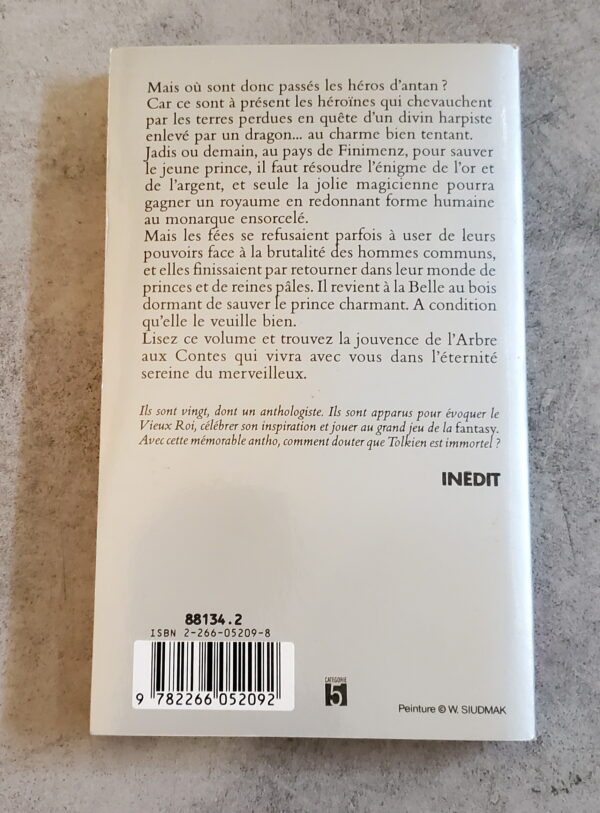 Mais où sont donc passés les héros d'antan ?
Car ce sont à présent les héroïnes qui chevauchent
par les terres perdues en quête d'un divin harpiste
enlevé par un dragon... au charme bien tentant.
Jadis ou demain, au pays de Finimenz, pour sauver
le jeune prince, il faut résoudre l'énigme de l'or et
de l'argent, et seule la jolie magicienne pourra
gagner un royaume en redonnant forme humaine
au monarque ensorcelé.
Mais les fées se refusaient parfois à user de leurs
pouvoirs face à la brutalité des hommes communs,
et elles finissaient par retourner dans leur monde de
princes et de reines pâles. Il revient à la Belle au bois
dormant de sauver le prince charmant. A condition
qu'elle le veuille bien.
Lisez ce volume et trouvez la jouvence de l'Arbre
aux Contes qui vivra avec vous dans l'éternité
sereine du merveilleux.
Ils sont vingt, dont un anthologiste. Ils sont apparus pour évoquer le
Vieux Roi, célébrer son inspiration et jouer au grand jeu de la fantasy.
Avec cette mémorable antho, comment douter que Tolkien est immortel ?
INÉDIT
88134.2
ISBN 2-266-05209-8
9 782266 052092
CATÉGORIE
5
Peinture © W. SIUDMAK